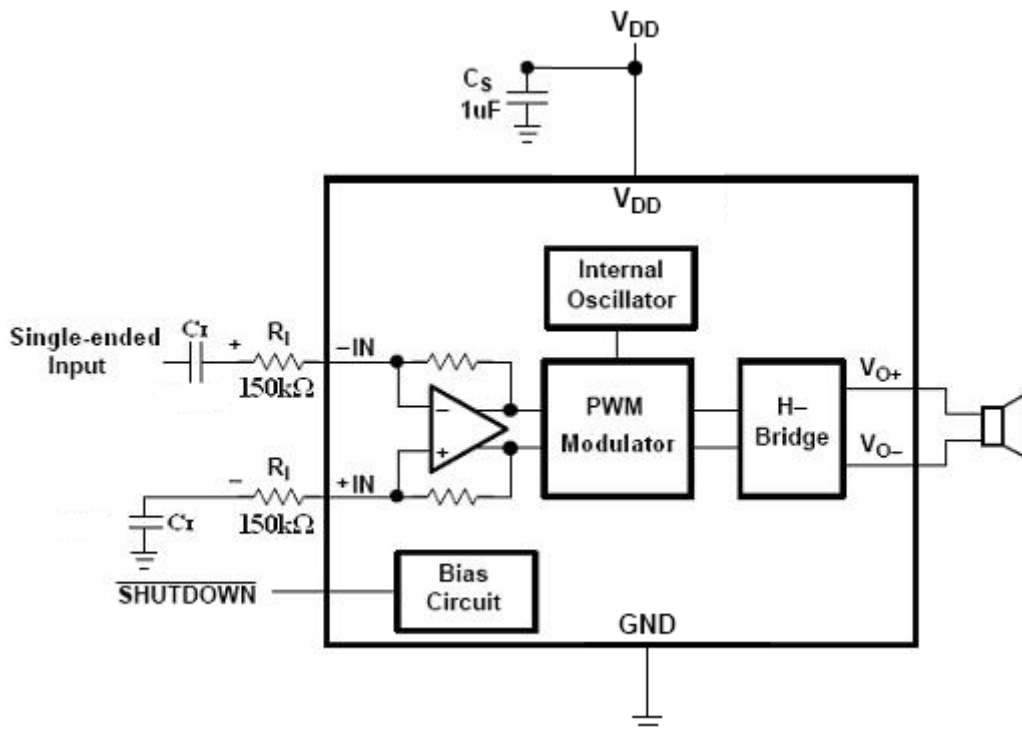 VDD
CS
1uF
VDD
Internal
Oscillator
Single-ended
Input
CI
+
RI
150kΩ
−IN
−
+
PWM
Modulator
H−
Bridge
VO+
VO−
−
RI
150kΩ
+IN
CI
SHUTDOWN
Bias
Circuit
GND